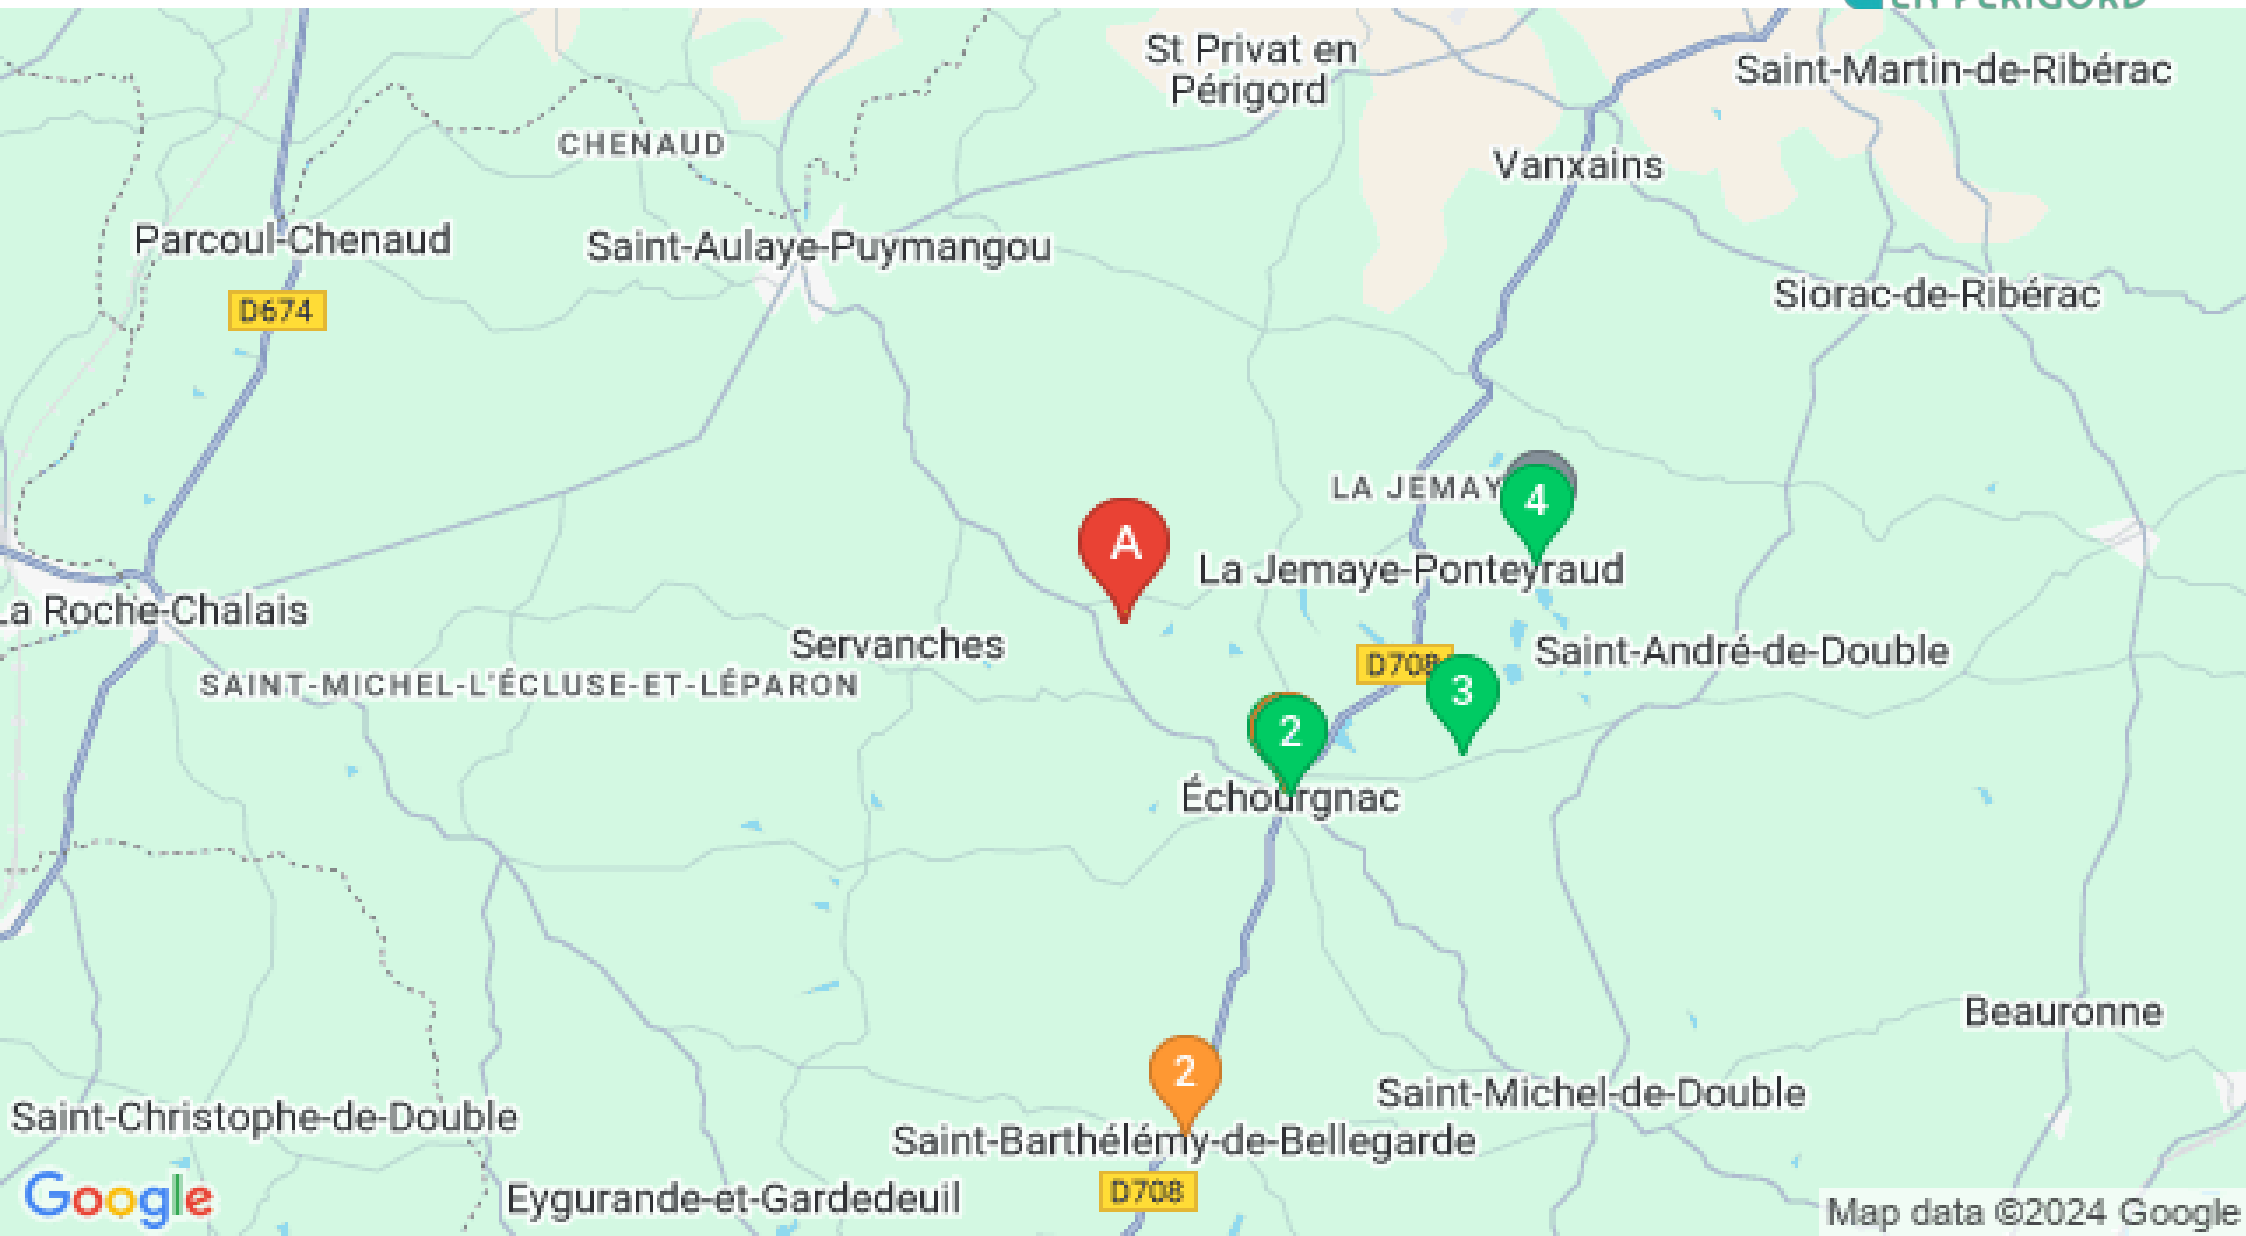 EN PÉRIGORD
St Privat en
Périgord
Saint-Martin-de-Ribérac
CHENAUD
Vanxains
Parcoul-Chenaud
Saint-Aulaye-Puymangou
D674
Siorac-de-Ribérac
LA JEMAY
4
A
La Jemaye-Ponteyraud
La Roche-Chalais
Servanches
D708
Saint-André-de-Double
SAINT-MICHEL-L'ÉCLUSE-ET-LÉPARON
3
2
Échourgnac
Beauronne
2
Saint-Michel-de-Double
Saint-Christophe-de-Double
Saint-Barthélémy-de-Bellegarde
D708
Eygurande-et-Gardedeuil
Google
Map data ©2024 Google